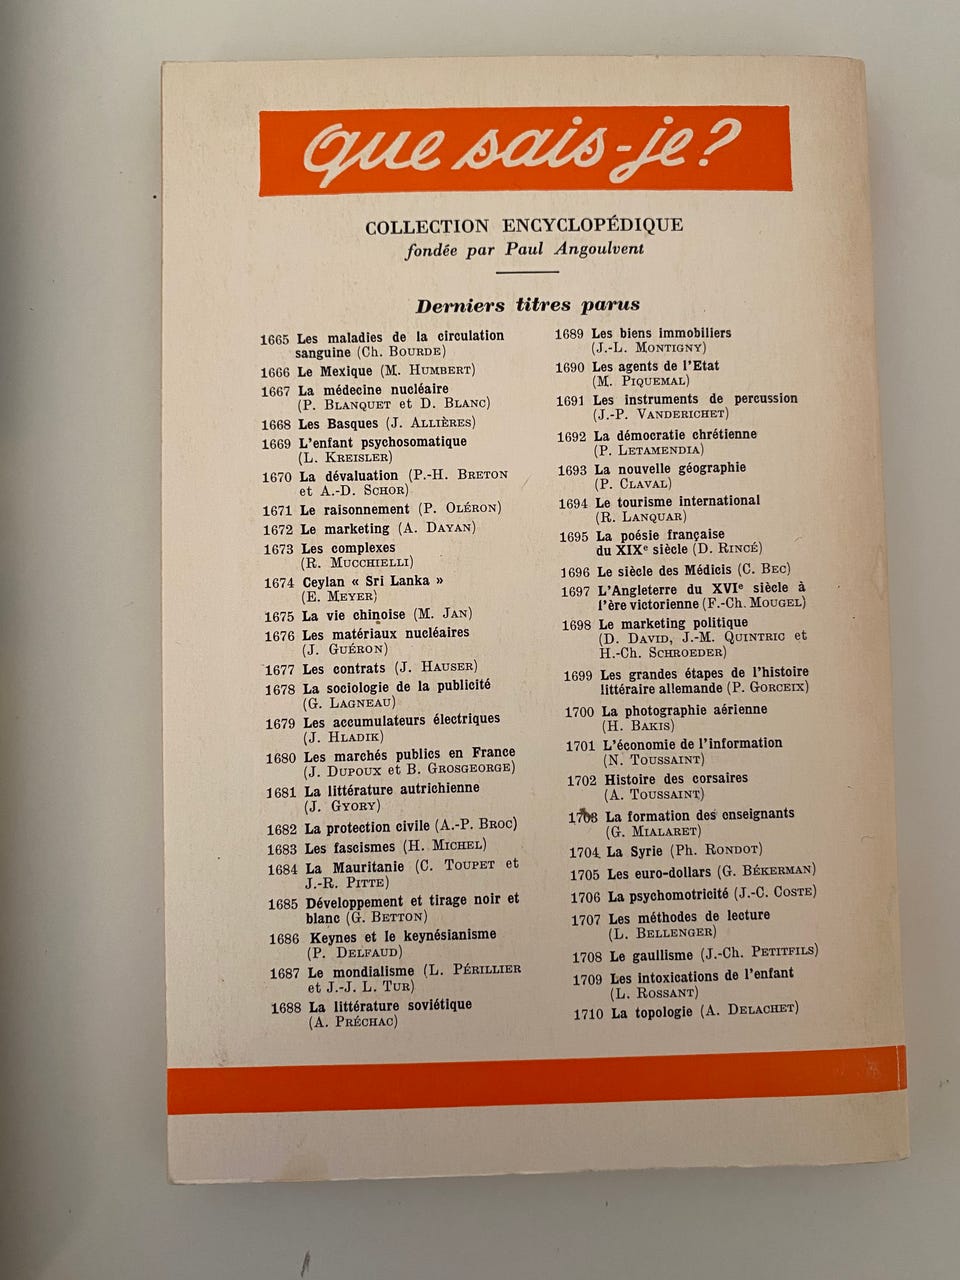 que sais-je?
COLLECTION ENCYCLOPÉDIQUE
fondée par Paul Angoulvent
Derniers titres parus
1665 Les maladies de la circulation
sanguine (Ch. BOURDE)
1666 Le Mexique (M. HUMBERT)
1667 La médecine nucléaire
(P. BLANQUET et D. BLANC)
1668 Les Basques (J. ALLIÈRES)
1669 L'enfant psychosomatique
(L. KREISLER)
1670 La dévaluation (P.-H. BRETON
et A.-D. SCHOR)
1671 Le raisonnement (P. OLÉRON)
1672 Le marketing (A. DAYAN)
1673 Les complexes
(R. MUCCHIELLI)
1674 Ceylan « Sri Lanka »
(E. MEYER)
1675 La vie chinoise (M. JAN)
1676 Les matériaux nucléaires
(J. GUÉRON)
1677 Les contrats (J. HAUSER)
1678 La sociologie de la publicité
(G. LAGNEAU)
1679 Les accumulateurs électriques
(J. HLADIK)
1680 Les marchés publics en France
(J. DUPOUX et B. GROSGEORGE)
1681 La littérature autrichienne
(J. GYORY)
1682 La protection civile (A.-P. BROC)
1683 Les fascismes (H. MICHEL)
1684 La Mauritanie (C. TOUPET et
J.-R. PITTE)
1685 Développement et tirage noir et
blanc (G. BETTON)
1686 Keynes et le keynésianisme
(P. DELFAUD)
1687 Le mondialisme (L. PÉRILLIER
et J.-J. L. TUR)
1688 La littérature soviétique
(A. PRÉCHAC)
1689 Les biens immobiliers
(J.-L. MONTIGNY)
1690 Les agents de l'Etat
(M. PIQUEMAL)
1691 Les instruments de percussion
(J.-P. VANDERICHET)
1692 La démocratie chrétienne
(P. LETAMENDIA)
1693 La nouvelle géographie
(P. CLAVAL)
1694 Le tourisme international
(R. LANQUAR)
1695 La poésie française
du XIXe siècle (D. RINCÉ)
1696 Le siècle des Médicis (C. BEC)
1697 L'Angleterre du XVIe siècle à
l'ère victorienne (F.-Ch. MOUGEL)
1698 Le marketing politique
(D. DAVID, J.-M. QUINTRIC et
H.-Ch. SCHROEDER)
1699 Les grandes étapes de l'histoire
littéraire allemande (P. GORCEIX)
1700 La photographie aérienne
(H. BAKIS)
1701 L'économie de l'information
(N. TOUSSAINT)
1702 Histoire des corsaires
(A. TOUSSAINT)
1703 La formation des enseignants
(G. MIALARET)
1704 La Syrie (Ph. RONDOT)
1705 Les euro-dollars (G. BÉKERMAN)
1706 La psychomotricité (J.-C. COSTE)
1707 Les méthodes de lecture
(L. BELLENGER)
1708 Le gaullisme (J.-Ch. PETITFILS)
1709 Les intoxications de l'enfant
(L. ROSSANT)
1710 La topologie (A. DELACHET)